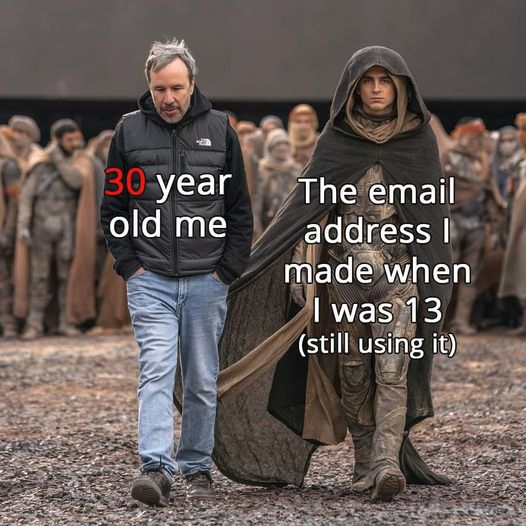 30 year
old me
The email
address I
made when
I was 13
(still using it)